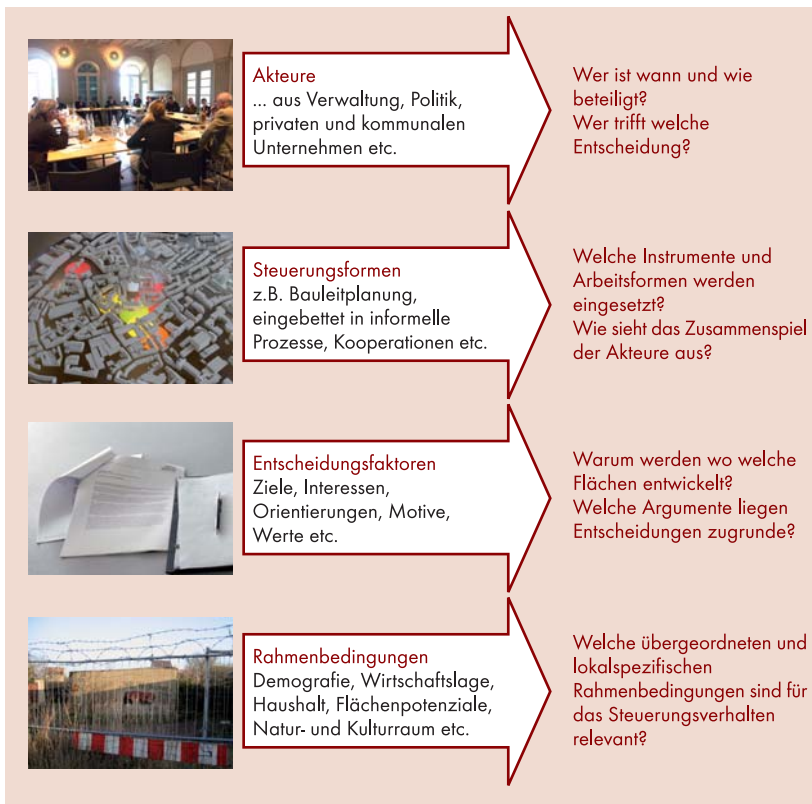 Akteure
... aus Verwaltung, Politik,
privaten und kommunalen
Unternehmen etc.
Wer ist wann und wie
beteiligt?
Wer trifft welche
Entscheidung?
Steuerungsformen
z.B. Bauleitplanung,
eingebettet in informelle
Prozesse, Kooperationen etc.
Welche Instrumente und
Arbeitsformen werden
eingesetzt?
Wie sieht das Zusammenspiel
der Akteure aus?
Entscheidungsfaktoren
Ziele, Interessen,
Orientierungen, Motive,
Werte etc.
Warum werden wo welche
Flächen entwickelt?
Welche Argumente liegen
Entscheidungen zugrunde?
Rahmenbedingungen
Demografie, Wirtschaftslage,
Haushalt, Flächenpotenziale,
Natur- und Kulturraum etc.
Welche übergeordneten und
lokalspezifischen
Rahmenbedingungen sind für
das Steuerungsverhalten
relevant?